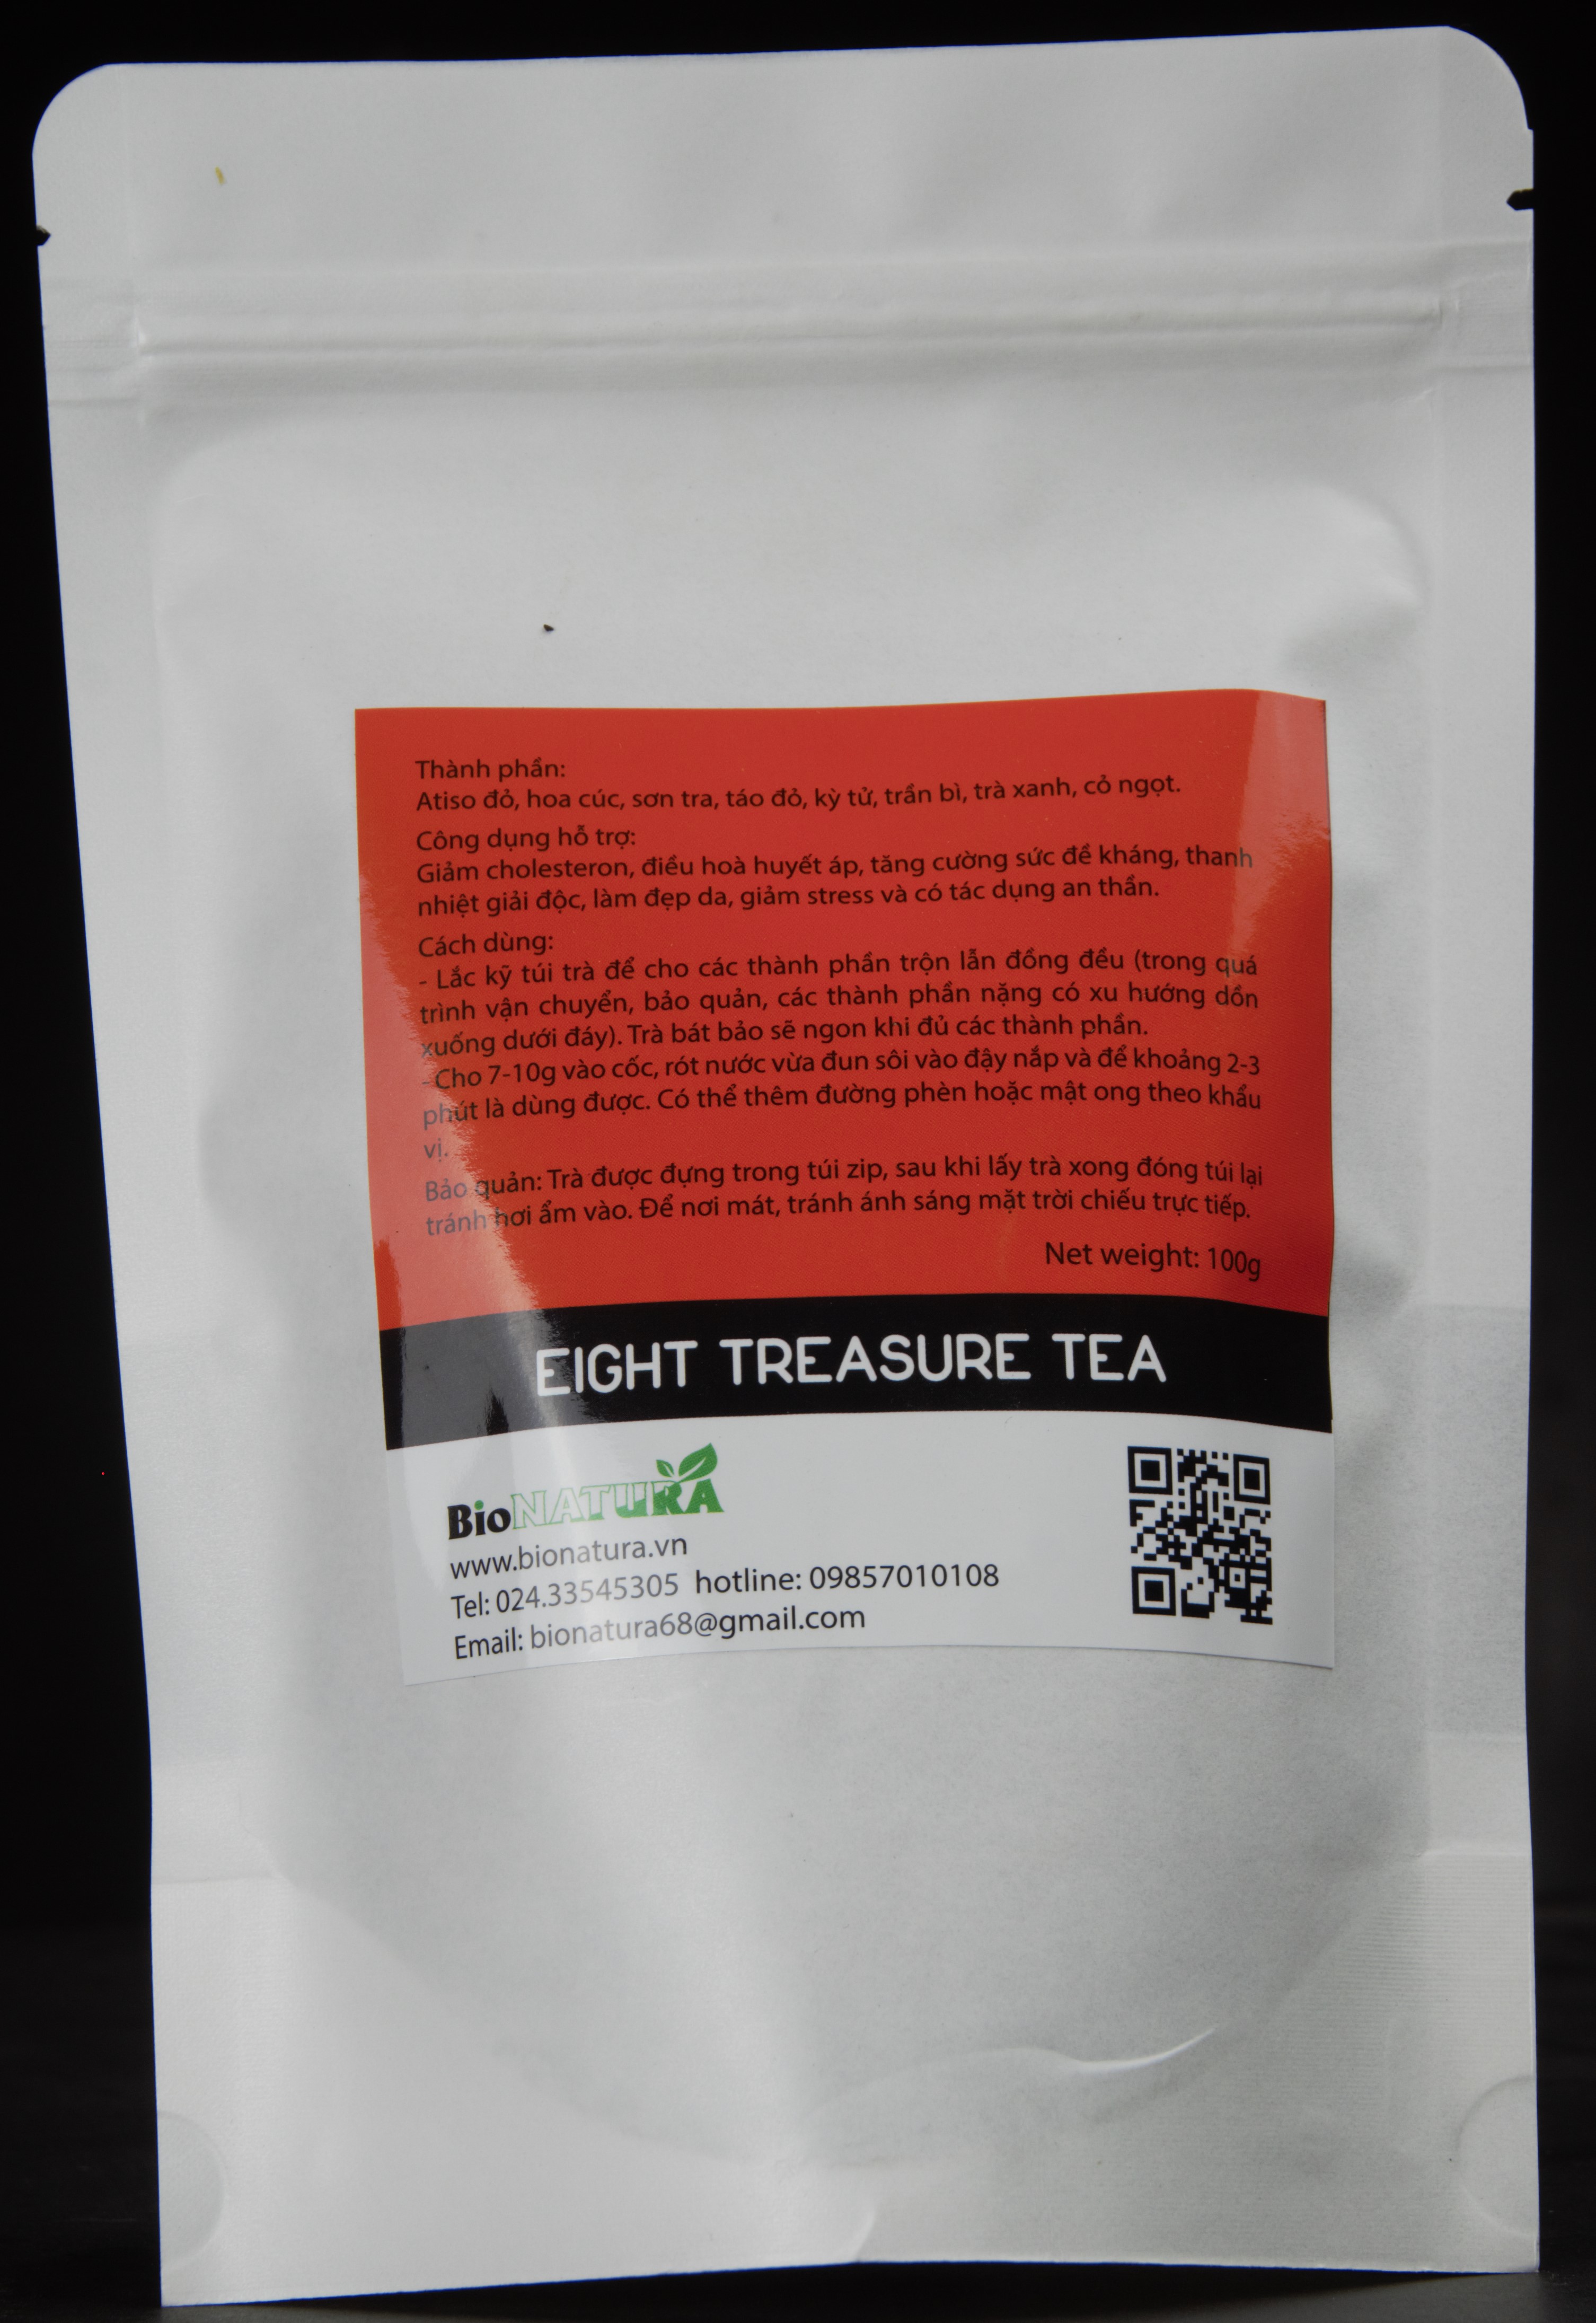 Thành phần:
Atiso đỏ, hoa cúc, sơn tra, táo đỏ, kỳ tử, trần bì, trà xanh, cỏ ngọt.
Công dụng hỗ trợ:
Giảm cholesteron, điều hoà huyết áp, tăng cường sức đề kháng, thanh
nhiệt giải độc, làm đẹp da, giảm stress và có tác dụng an thần.
Cách dùng:
- Lắc kỹ túi trà để cho các thành phần trộn lẫn đồng đều (trong quá
trình vận chuyển, bảo quản, các thành phần nặng có xu hướng dồn
xuống dưới đáy). Trà bát bảo sẽ ngon khi đủ các thành phần.
- Cho 7-10g vào cốc, rót nước vừa đun sôi vào đậy nắp và để khoảng 2-3
phút là dùng được. Có thể thêm đường phèn hoặc mật ong theo khẩu
vị.
Bảo quản: Trà được đựng trong túi zip, sau khi lấy trà xong đóng túi lại
tránh hơi ẩm vào. Để nơi mát, tránh ánh sáng mặt trời chiếu trực tiếp.
Net weight: 100g
EIGHT TREASURE TEA
BioNATURA
www.bionatura.vn
Tel: 024.33545305 hotline: 09857010108
Email: bionatura68@gmail.com